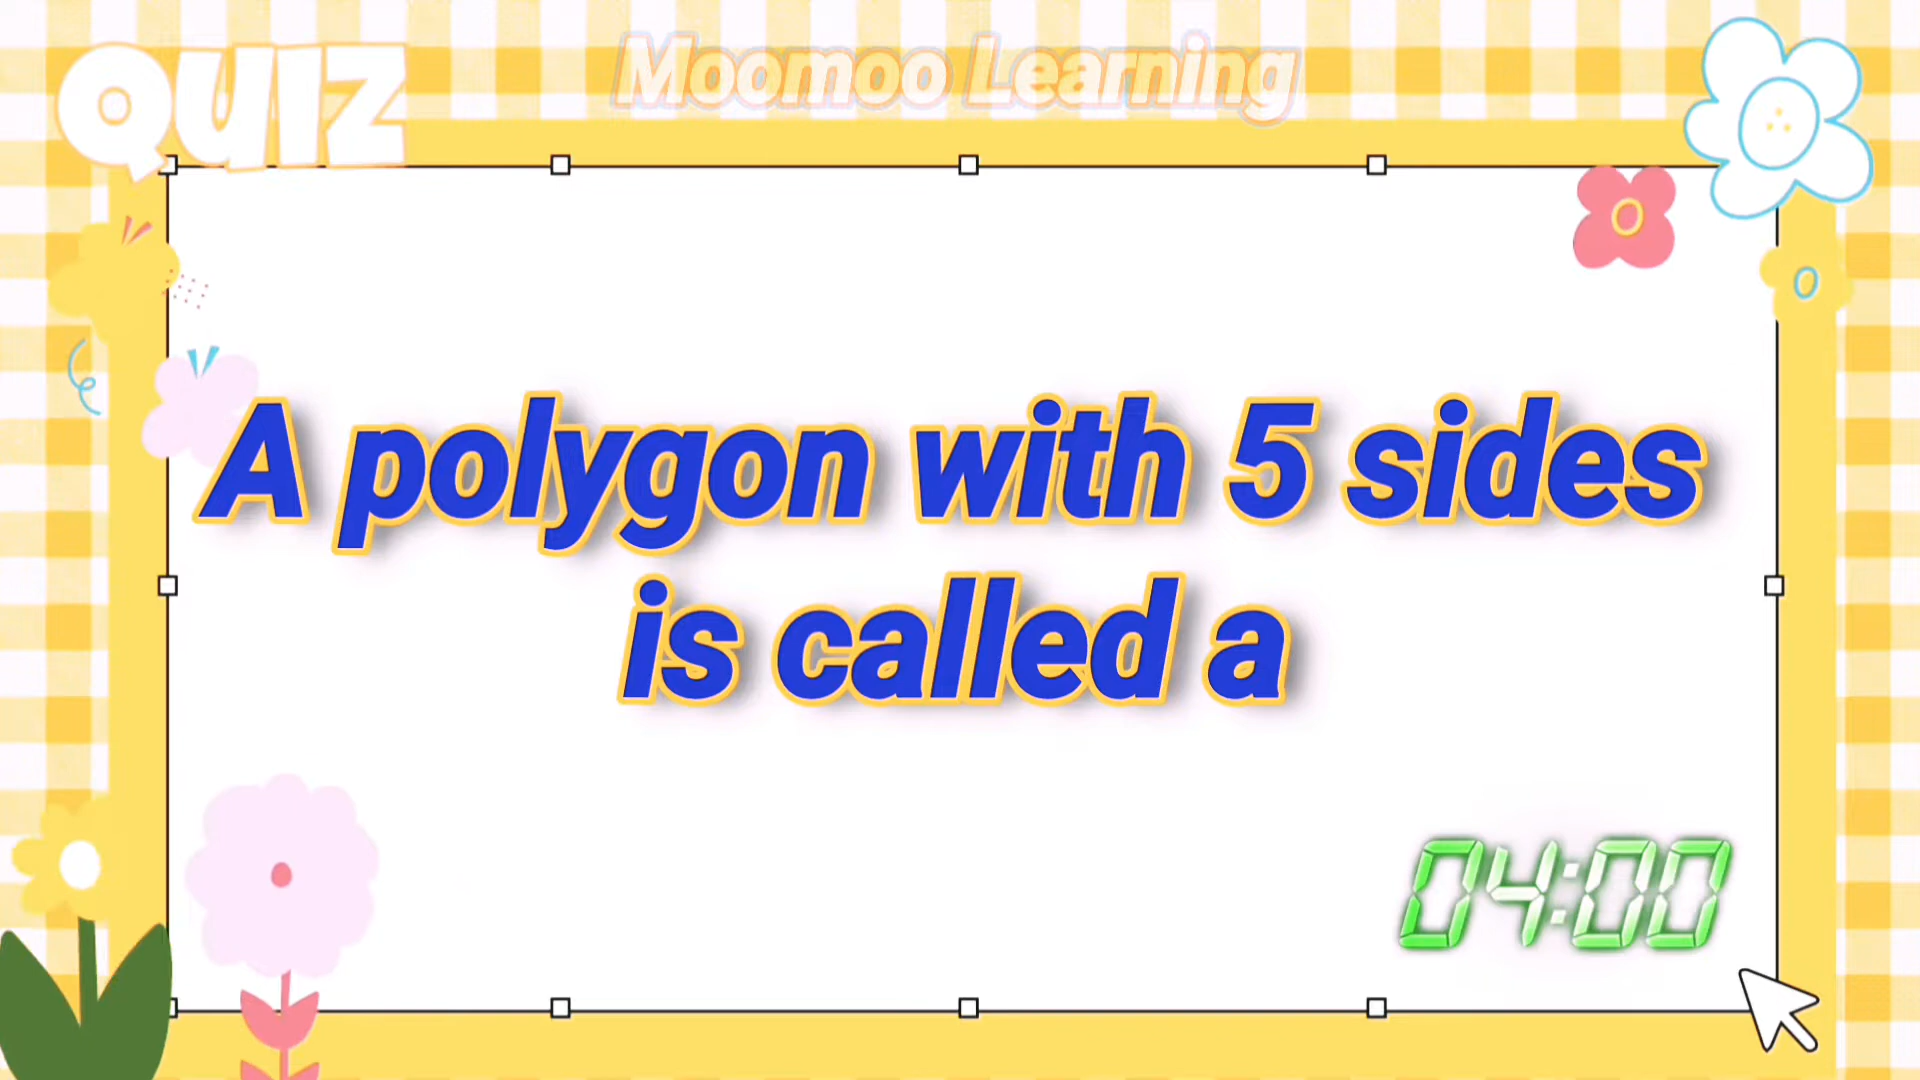 QUIZ
Moomoo Learning
A polygon with 5 sides
is called a
04:00